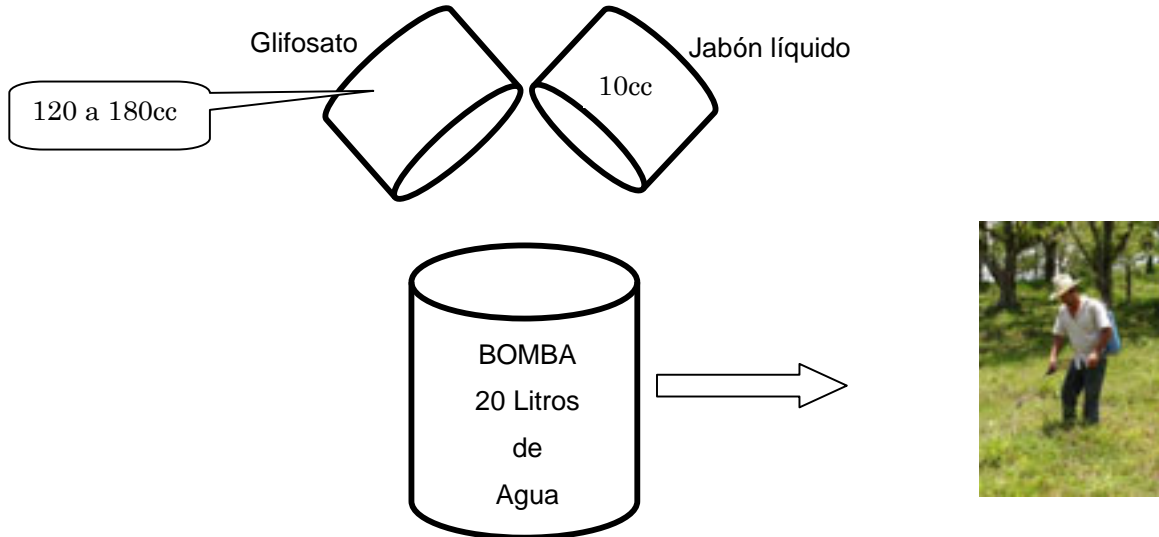 Glifosato
Jabón líquido
120 a 180cc
10cc
BOMBA
20 Litros
de
Agua